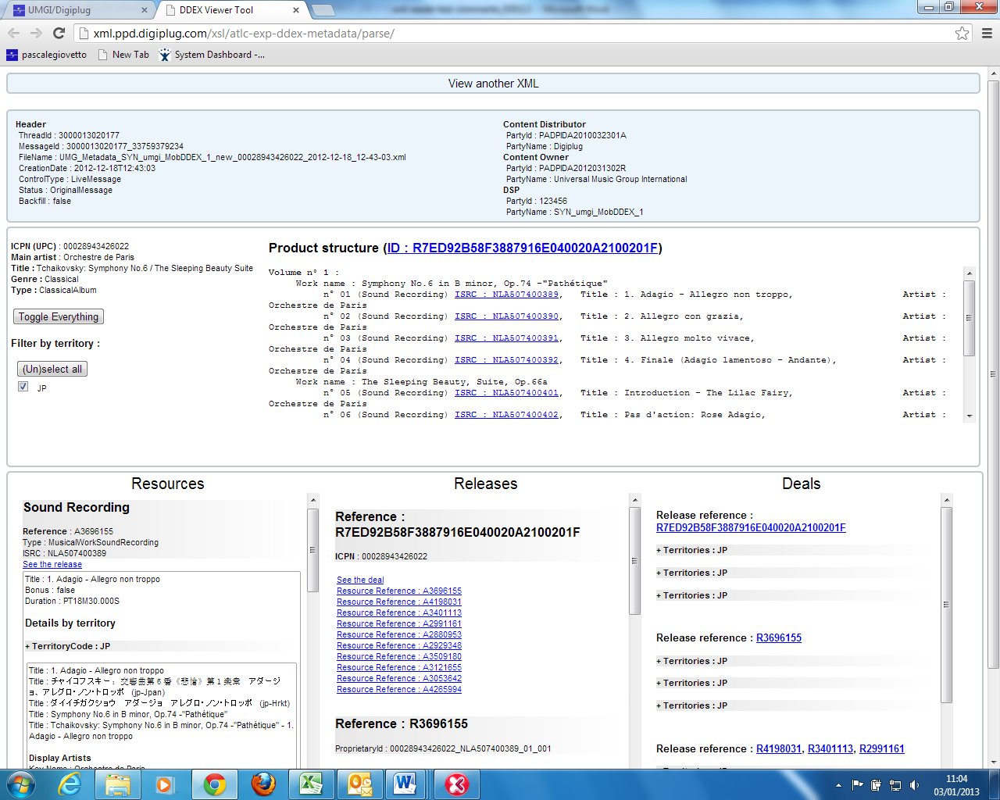 UMGI/Digiplug
DDEX Viewer Tool
xml.ppd.digiplug.com/xsl/atlc-exp-ddex-metadata/parse/
pascalegiovetto
New Tab
System Dashboard -...
View another XML
Header
ThreadId : 3000013020177
MessageId : 3000013020177_33759379234
FileName : UMG_Metadata_SYN_umgi_MobDDEX_1_new_00028943426022_2012-12-18_12-43-03.xml
CreationDate : 2012-12-18T12:43:03
ControlType : LiveMessage
Status : OriginalMessage
Backfill : false
Content Distributor
PartyId : PADPIDA2010032301A
PartyName : Digiplug
Content Owner
PartyId : PADPIDA2012031302R
PartyName : Universal Music Group International
DSP
PartyId : 123456
PartyName : SYN_umgi_MobDDEX_1
ICPN (UPC) : 00028943426022
Main artist : Orchestre de Paris
Title : Tchaikovsky: Symphony No.6 / The Sleeping Beauty Suite
Genre : Classical
Type : ClassicalAlbum
Toggle Everything
Filter by territory :
(Un)select all
JP
Product structure (ID : R7ED92B58F3887916E040020A2100201F)
Volume n° 1 :
Work name : Symphony No.6 in B minor, Op.74 -"Pathétique"
n° 01 (Sound Recording) ISRC : NLA507400389, Title : 1. Adagio - Allegro non troppo, Artist :
Orchestre de Paris
n° 02 (Sound Recording) ISRC : NLA507400390, Title : 2. Allegro con grazia, Artist :
Orchestre de Paris
n° 03 (Sound Recording) ISRC : NLA507400391, Title : 3. Allegro molto vivace, Artist :
Orchestre de Paris
n° 04 (Sound Recording) ISRC : NLA507400392, Title : 4. Finale (Adagio lamentoso - Andante), Artist :
Orchestre de Paris
Work name : The Sleeping Beauty, Suite, Op.66a
n° 05 (Sound Recording) ISRC : NLA507400401, Title : Introduction - The Lilac Fairy, Artist :
Orchestre de Paris
n° 06 (Sound Recording) ISRC : NLA507400402, Title : Pas d'action: Rose Adagio, Artist :
Resources
Sound Recording
Reference : A3696155
Type : MusicalWorkSoundRecording
ISRC : NLA507400389
See the release
Title : 1. Adagio - Allegro non troppo
Bonus : false
Duration : PT18M30.000S
Details by territory
+ TerritoryCode : JP
Title : 1. Adagio - Allegro non troppo
Title : チャイコフスキー：交響曲第６番《悲愴》第１楽章　アダージ
ョ、アレグロ・ノン・トロッポ (jp-Jpan)
Title : ダイイチガクショウ　アダージョ　アレグロ・ノン・トロッポ (jp-Hrkt)
Title : Symphony No.6 in B minor, Op.74 -"Pathétique"
Title : Tchaikovsky: Symphony No.6 in B minor, Op.74 -"Pathétique" - 1.
Adagio - Allegro non troppo
Display Artists
Releases
Reference :
R7ED92B58F3887916E040020A2100201F
ICPN : 00028943426022
See the deal
Resource Reference : A3696155
Resource Reference : A4198031
Resource Reference : A3401113
Resource Reference : A2991161
Resource Reference : A2880953
Resource Reference : A2929348
Resource Reference : A3509180
Resource Reference : A3121655
Resource Reference : A3053642
Resource Reference : A4265994
Reference : R3696155
ProprietaryId : 00028943426022_NLA507400389_01_001
Deals
Release reference :
R7ED92B58F3887916E040020A2100201F
+ Territories : JP
+ Territories : JP
+ Territories : JP
Release reference : R3696155
+ Territories : JP
+ Territories : JP
+ Territories : JP
Release reference : R4198031, R3401113, R2991161
11:04
03/01/2013